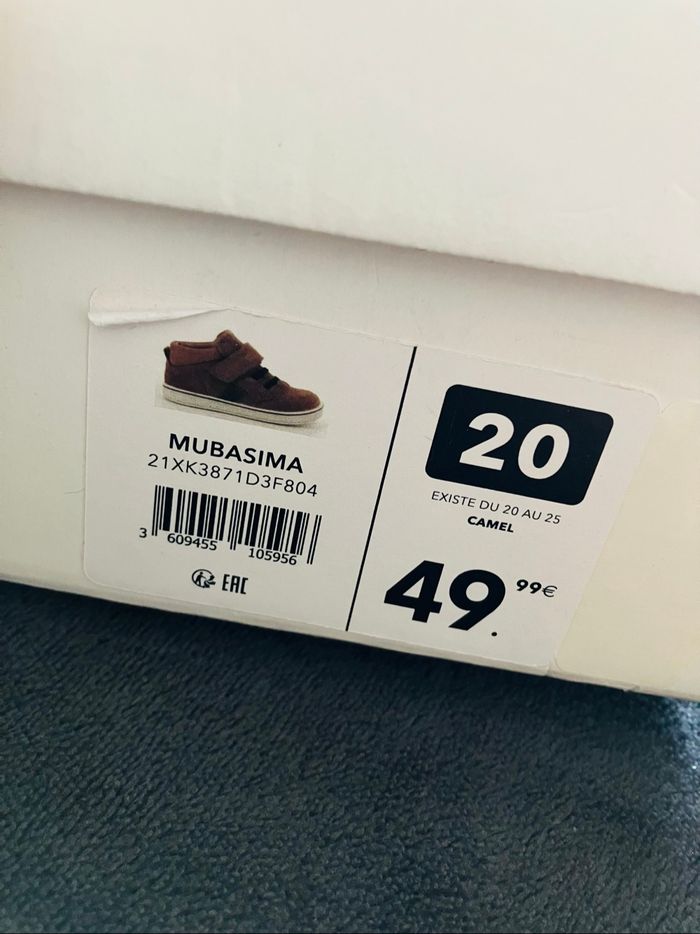 MUBASIMA
21XK3871D3F804
3 609455 105956
EAC
20
EXISTE DU 20 AU 25
CAMEL
49.99€